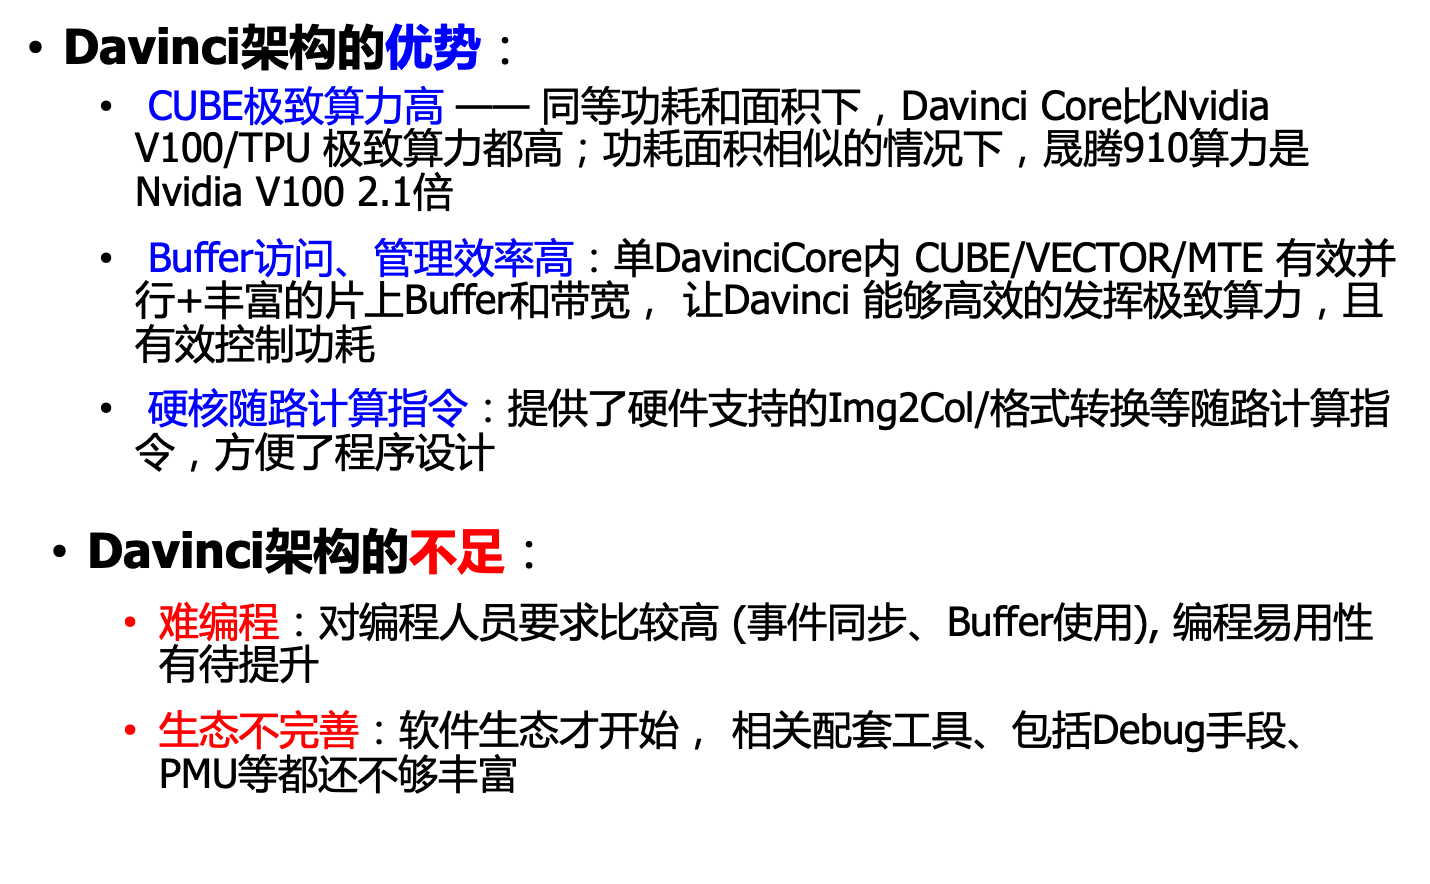 • Davinci架构的优势：
• CUBE极致算力高 —— 同等功耗和面积下，Davinci Core比Nvidia
V100/TPU 极致算力都高；功耗面积相似的情况下，晟腾910算力是
Nvidia V100 2.1倍
• Buffer访问、管理效率高：单DavinciCore内 CUBE/VECTOR/MTE 有效并
行+丰富的片上Buffer和带宽， 让Davinci 能够高效的发挥极致算力，且
有效控制功耗
• 硬核随路计算指令：提供了硬件支持的Img2Col/格式转换等随路计算指
令，方便了程序设计
• Davinci架构的不足：
• 难编程：对编程人员要求比较高 (事件同步、Buffer使用), 编程易用性
有待提升
• 生态不完善：软件生态才开始， 相关配套工具、包括Debug手段、
PMU等都还不够丰富